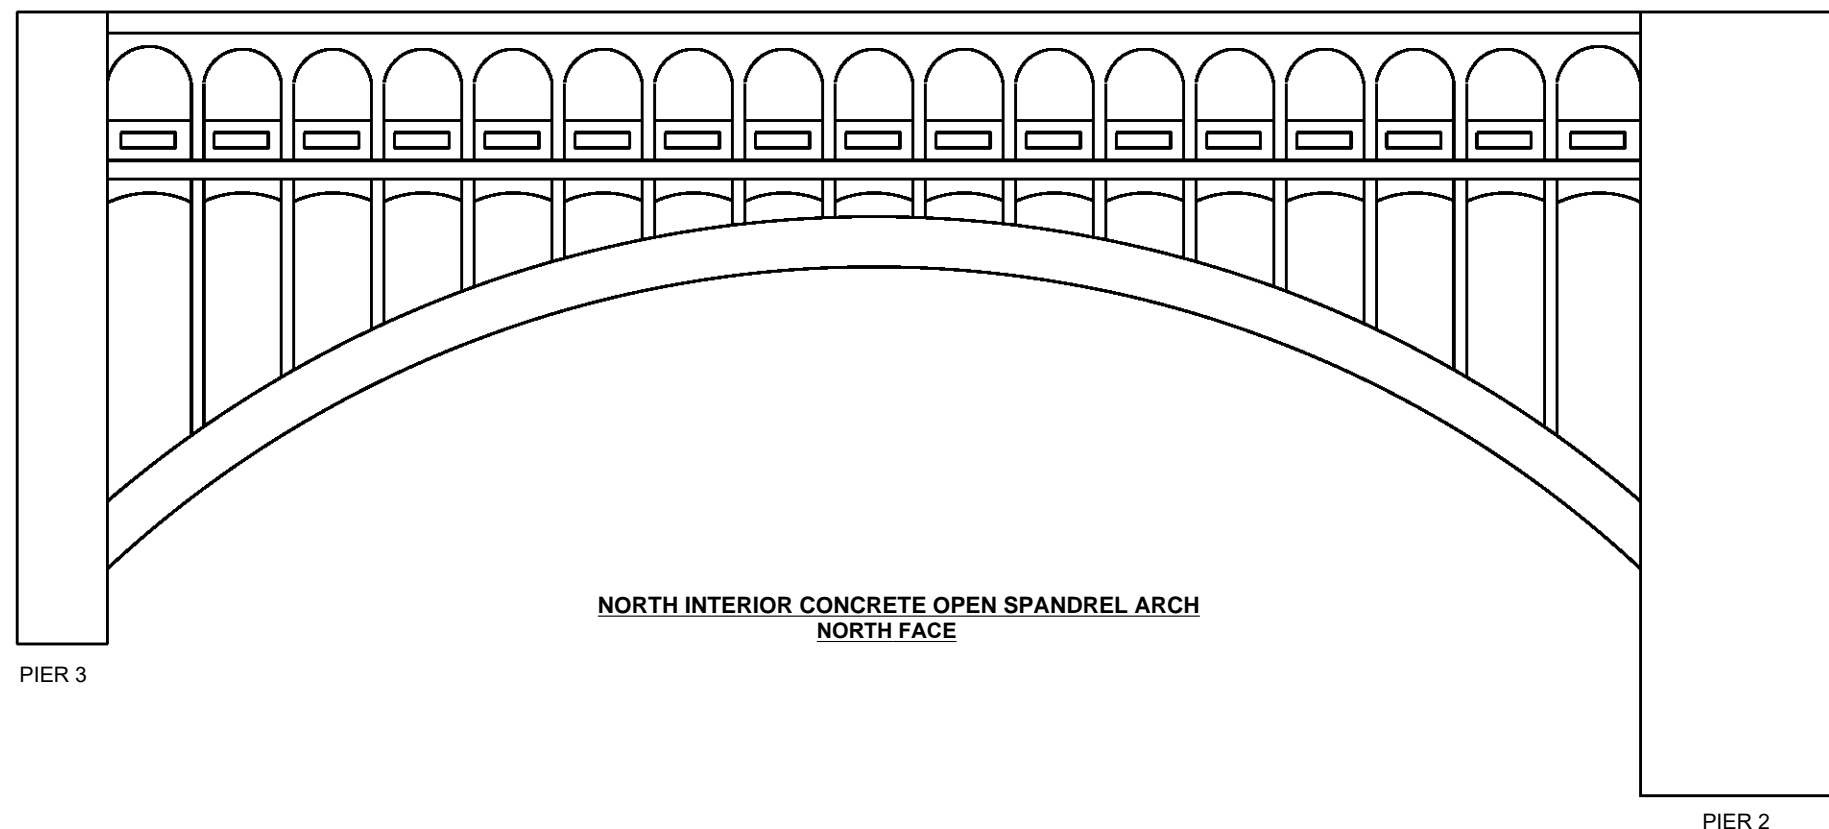 NORTH INTERIOR CONCRETE OPEN SPANDREL ARCH
NORTH FACE
PIER 3
PIER 2